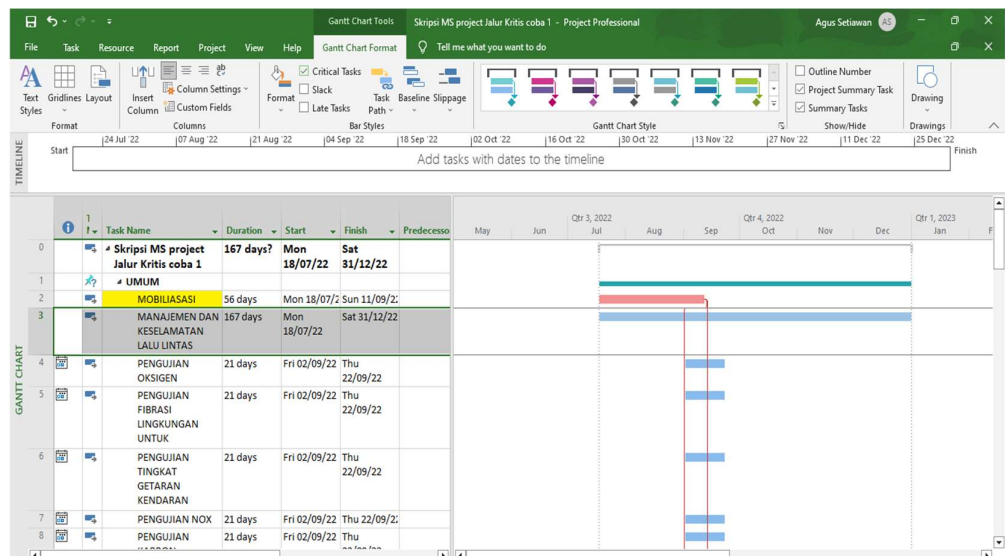 Gantt Chart Tools Skripsi MS project Jalur Kritis coba 1 - Project Professional Agus Setiawan AS
File Task Resource Report Project View Help Gantt Chart Format Tell me what you want to do
Text Styles Gridlines Layout
Format
Insert Column Column Settings
Custom Fields
ab
Columns
Format Critical Tasks
Slack
Late Tasks
Task Path Baseline Slippage
Bar Styles
Gantt Chart Style
Outline Number
Project Summary Task
Summary Tasks
Show/Hide
Drawing
Drawings
TIMELINE
Start
24 Jul '22 07 Aug '22 21 Aug '22 04 Sep '22 18 Sep '22 02 Oct '22 16 Oct '22 30 Oct '22 13 Nov '22 27 Nov '22 11 Dec '22 25 Dec '22
Add tasks with dates to the timeline
Finish
GANTT CHART
Task Name Duration Start Finish Predecesso
Qtr 3, 2022 Qtr 4, 2022 Qtr 1, 2023
May Jun Jul Aug Sep Oct Nov Dec Jan F
0 Skripsi MS project 167 days? Mon Sat
Jalur Kritis coba 1 18/07/22 31/12/22
1 UMUM
2 MOBILIASASI 56 days Mon 18/07/2 Sun 11/09/2
3 MANAJEMEN DAN 167 days Mon Sat 31/12/22
KESELAMATAN 18/07/22
LALU LINTAS
4 PENGUJIAN 21 days Fri 02/09/22 Thu
OKSIGEN 22/09/22
5 PENGUJIAN 21 days Fri 02/09/22 Thu
FIBRASI 22/09/22
LINGKUNGAN
UNTUK
6 PENGUJIAN 21 days Fri 02/09/22 Thu
TINGKAT 22/09/22
GETARAN
KENDARAN
7 PENGUJIAN NOX 21 days Fri 02/09/22 Thu 22/09/2
8 PENGUJIAN 21 days Fri 02/09/22 Thu